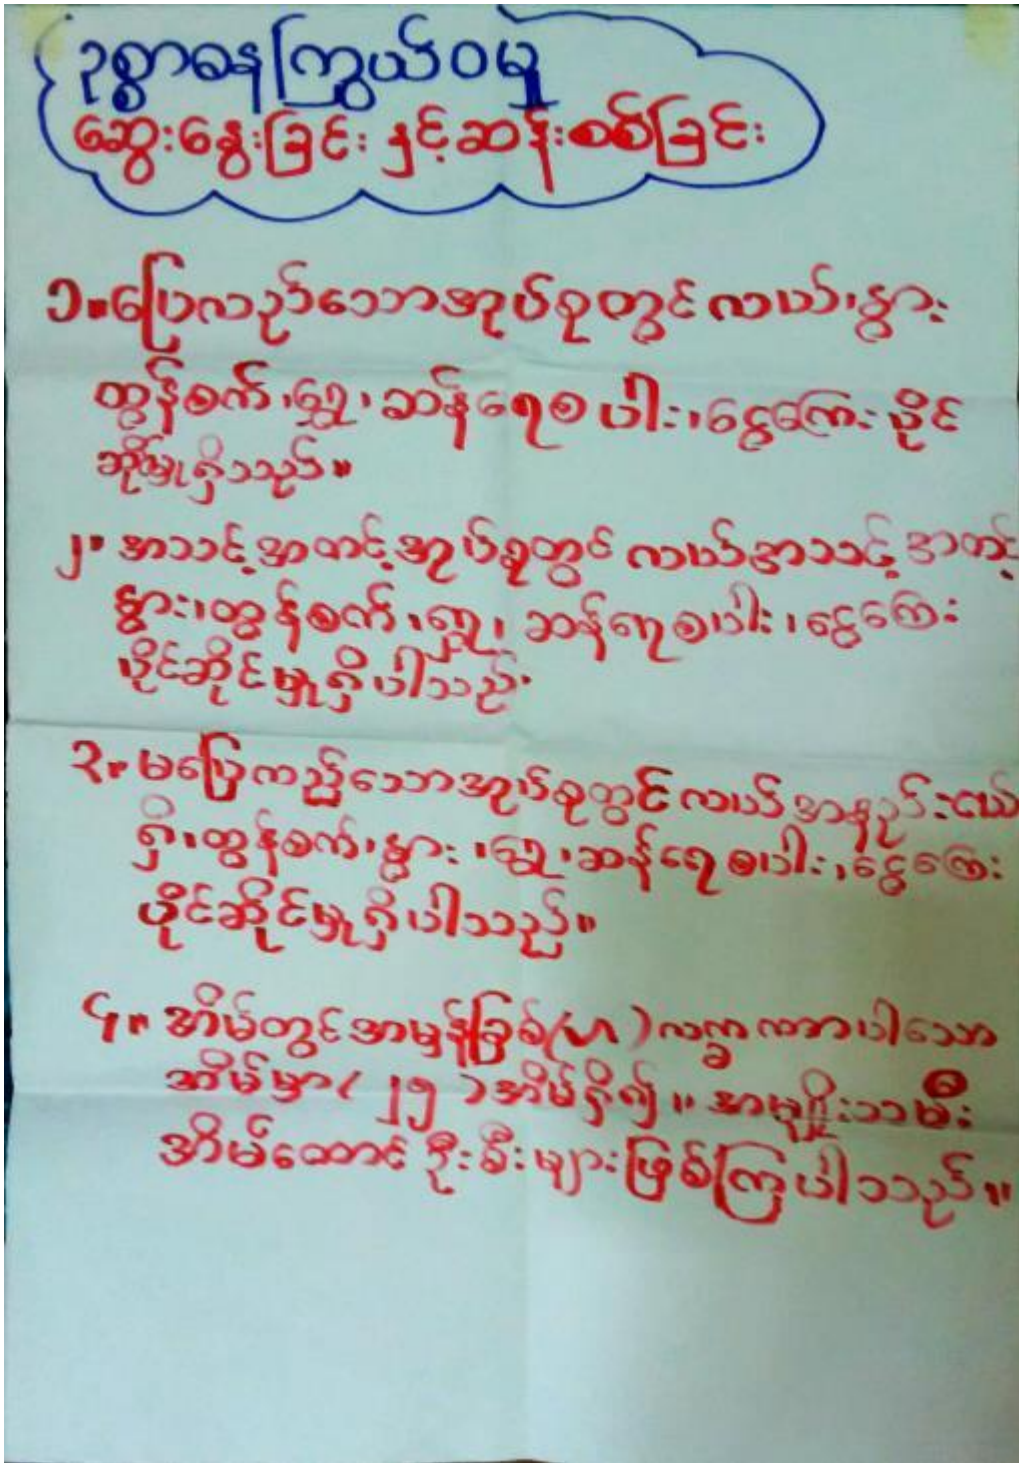 ဥစ္စာဓနကြွယ်ဝမှု
ဆွေးနွေးခြင်း နှင့်ဆန်းစစ်ခြင်း
၁။ ပြေလည်သောအုပ်စုတွင် လယ်၊ နွား
ထွန်စက်၊ ရွှေ၊ ဆန်ရေစပါး၊ ငွေကြေး ပိုင်
ဆိုင်မှုရှိသည်။
၂။ အသင့်အတင့်အုပ်စုတွင် လယ်အသင့်အတင့်
နွား၊ ထွန်စက်၊ ရွှေ၊ ဆန်ရေစပါး၊ ငွေကြေး
ပိုင်ဆိုင်မှုရှိပါသည်။
၃။ မပြေလည်သောအုပ်စုတွင် လယ်အနည်းငယ်
ရှိ၊ ထွန်စက်၊ နွား၊ ရွှေ၊ ဆန်ရေစပါး၊ ငွေကြေး
ပိုင်ဆိုင်မှုရှိပါသည်။
၄။ အိမ်တွင်အမှန်ခြစ်(√)လက္ခဏာပါသော
အိမ်မှာ(၂၅)အိမ်ရှိ၍။ အမျိုးသမီး
အိမ်ထောင်ဦးစီးများဖြစ်ကြပါသည်။